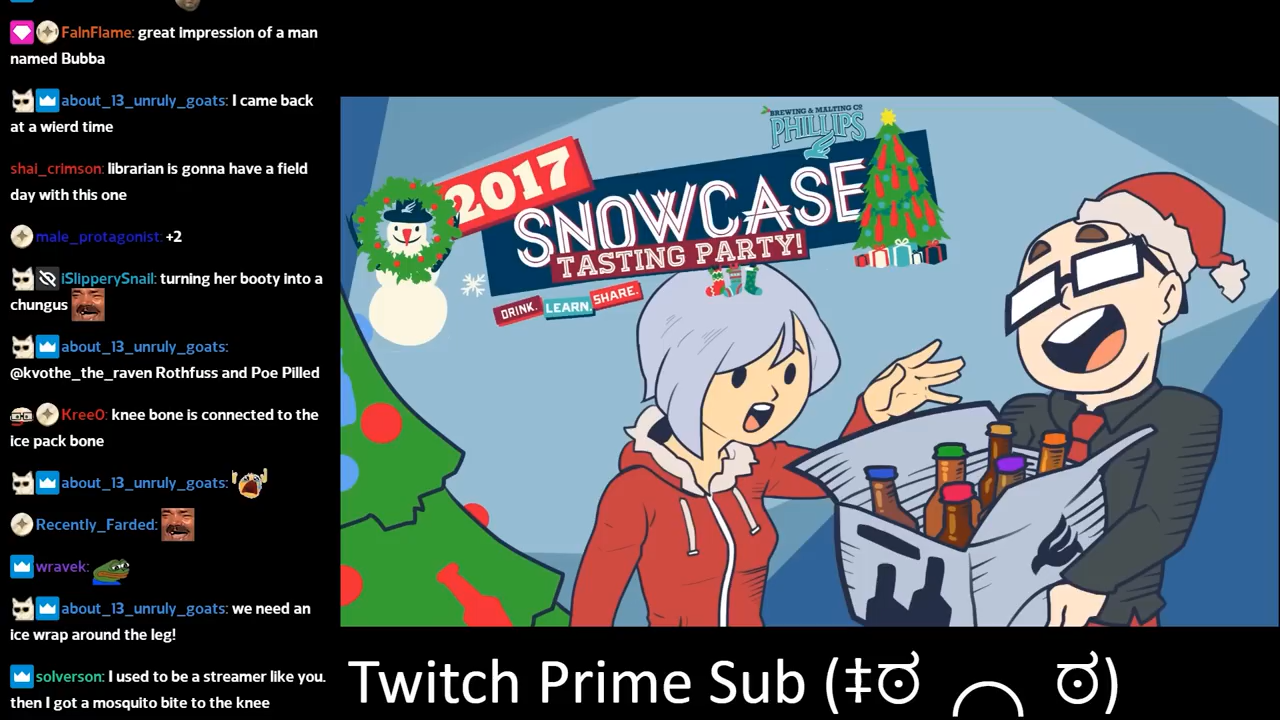 FalnFlame: great impression of a man
named Bubba
about_13_unruly_goats: I came back
at a wierd time
shai_crimson: librarian is gonna have a field
day with this one
male_protagonist: +2
iSlipperySnail: turning her booty into a
chungus
about_13_unruly_goats:
@kvothe_the_raven Rothfuss and Poe Pilled
Kree0: knee bone is connected to the
ice pack bone
about_13_unruly_goats:
Recently_Farded:
wravek:
about_13_unruly_goats: we need an
ice wrap around the leg!
solverson: I used to be a streamer like you.
then I got a mosquito bite to the knee
BREWING & MALTING CO
PHILLIPS
2017
SNOWCASE
TASTING PARTY!
DRINK. LEARN. SHARE.
Twitch Prime Sub (‡ಠ ╭╮ ಠ)